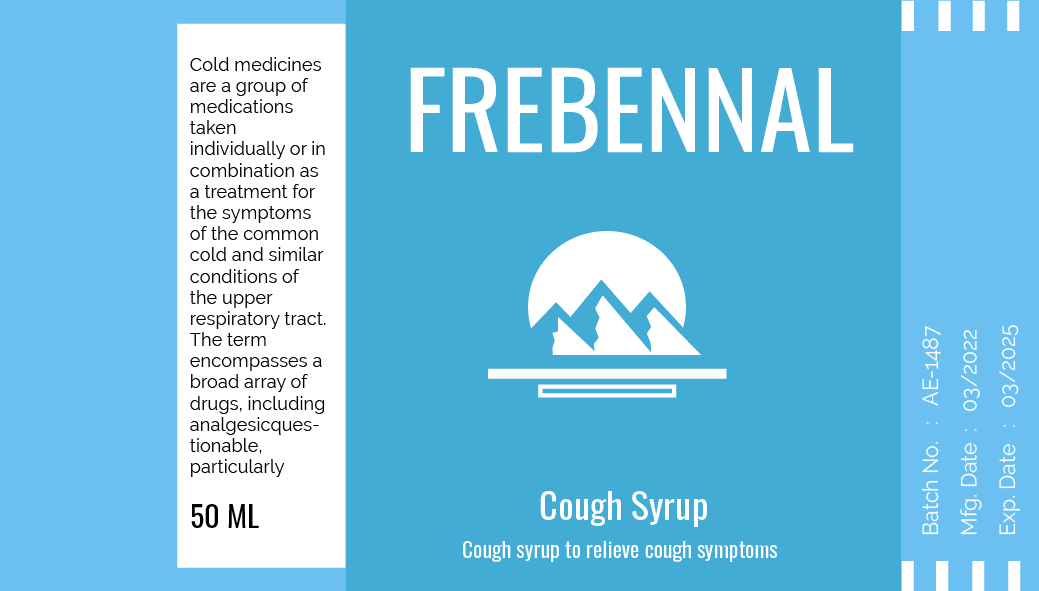 Cold medicines
are a group of
medications
taken
individually or in
combination as
a treatment for
the symptoms
of the common
cold and similar
conditions of
the upper
respiratory tract.
The term
encompasses a
broad array of
drugs, including
analgesicques-
tionable,
particularly
50 ML
FREBENNAL
Cough Syrup
Cough syrup to relieve cough symptoms
Batch No. : AE-1487
Mfg. Date : 03/2022
Exp. Date : 03/2025